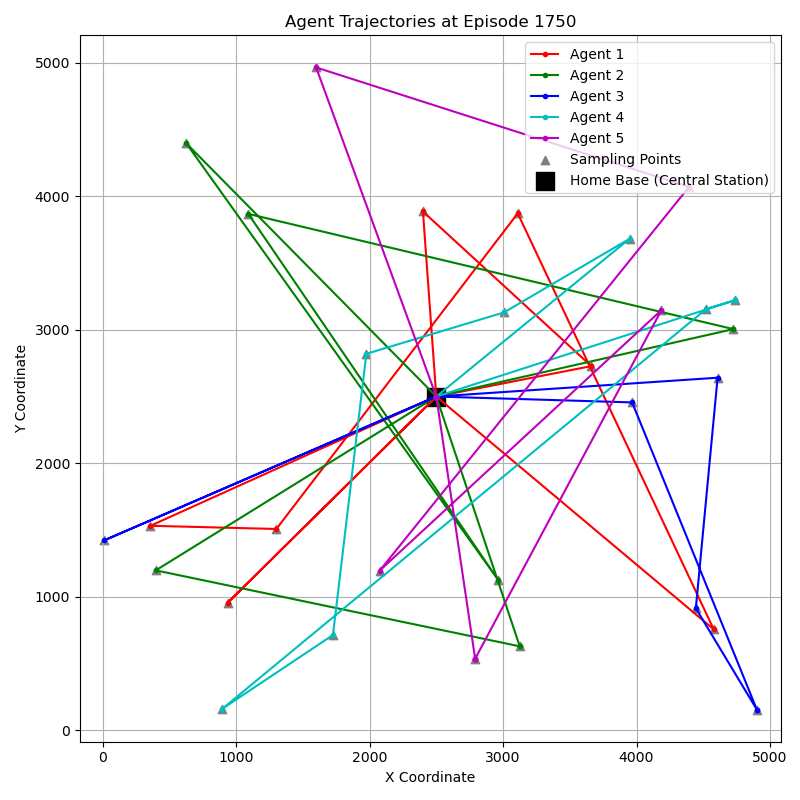 Agent Trajectories at Episode 1750
Agent 1
Agent 2
Agent 3
Agent 4
Agent 5
Sampling Points
Home Base (Central Station)
5000
4000
3000
2000
1000
0
Y Coordinate
0 1000 2000 3000 4000 5000
X Coordinate